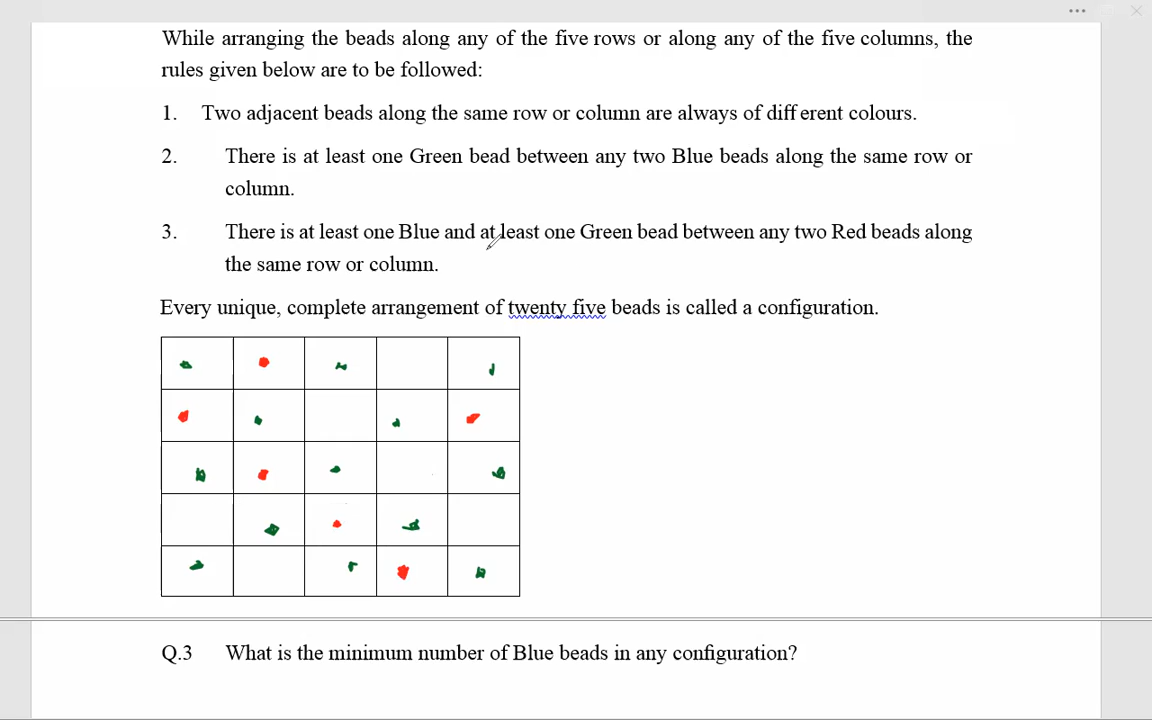 While arranging the beads along any of the five rows or along any of the five columns, the
rules given below are to be followed:
1. Two adjacent beads along the same row or column are always of different colours.
2. There is at least one Green bead between any two Blue beads along the same row or
column.
3. There is at least one Blue and at least one Green bead between any two Red beads along
the same row or column.
Every unique, complete arrangement of twenty five beads is called a configuration.
Q.3 What is the minimum number of Blue beads in any configuration?